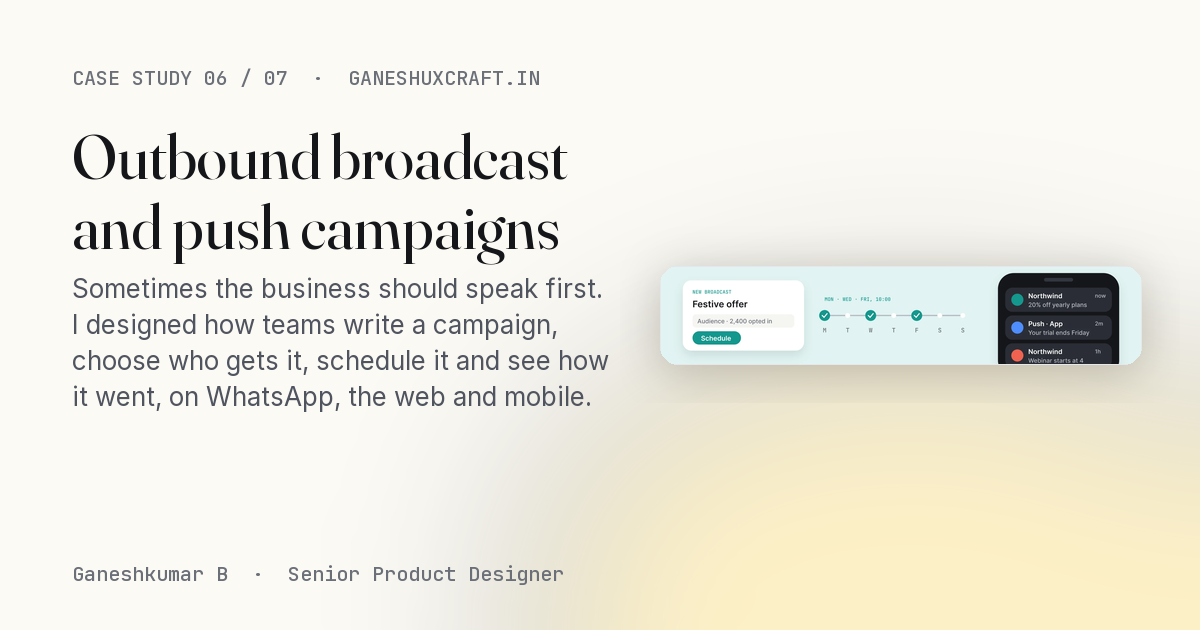 CASE STUDY 06 / 07 · GANESHUXCRAFT.IN
Outbound broadcast
and push campaigns
Sometimes the business should speak first.
I designed how teams write a campaign,
choose who gets it, schedule it and see how
it went, on WhatsApp, the web and mobile.
NEW BROADCAST
Festive offer
Audience · 2,400 opted in
Schedule
MON · WED · FRI, 10:00
M T W T F S S
Northwind now
20% off yearly plans
Push · App 2m
Your trial ends Friday
Northwind 1h
Webinar starts at 4
Ganeshkumar B · Senior Product Designer